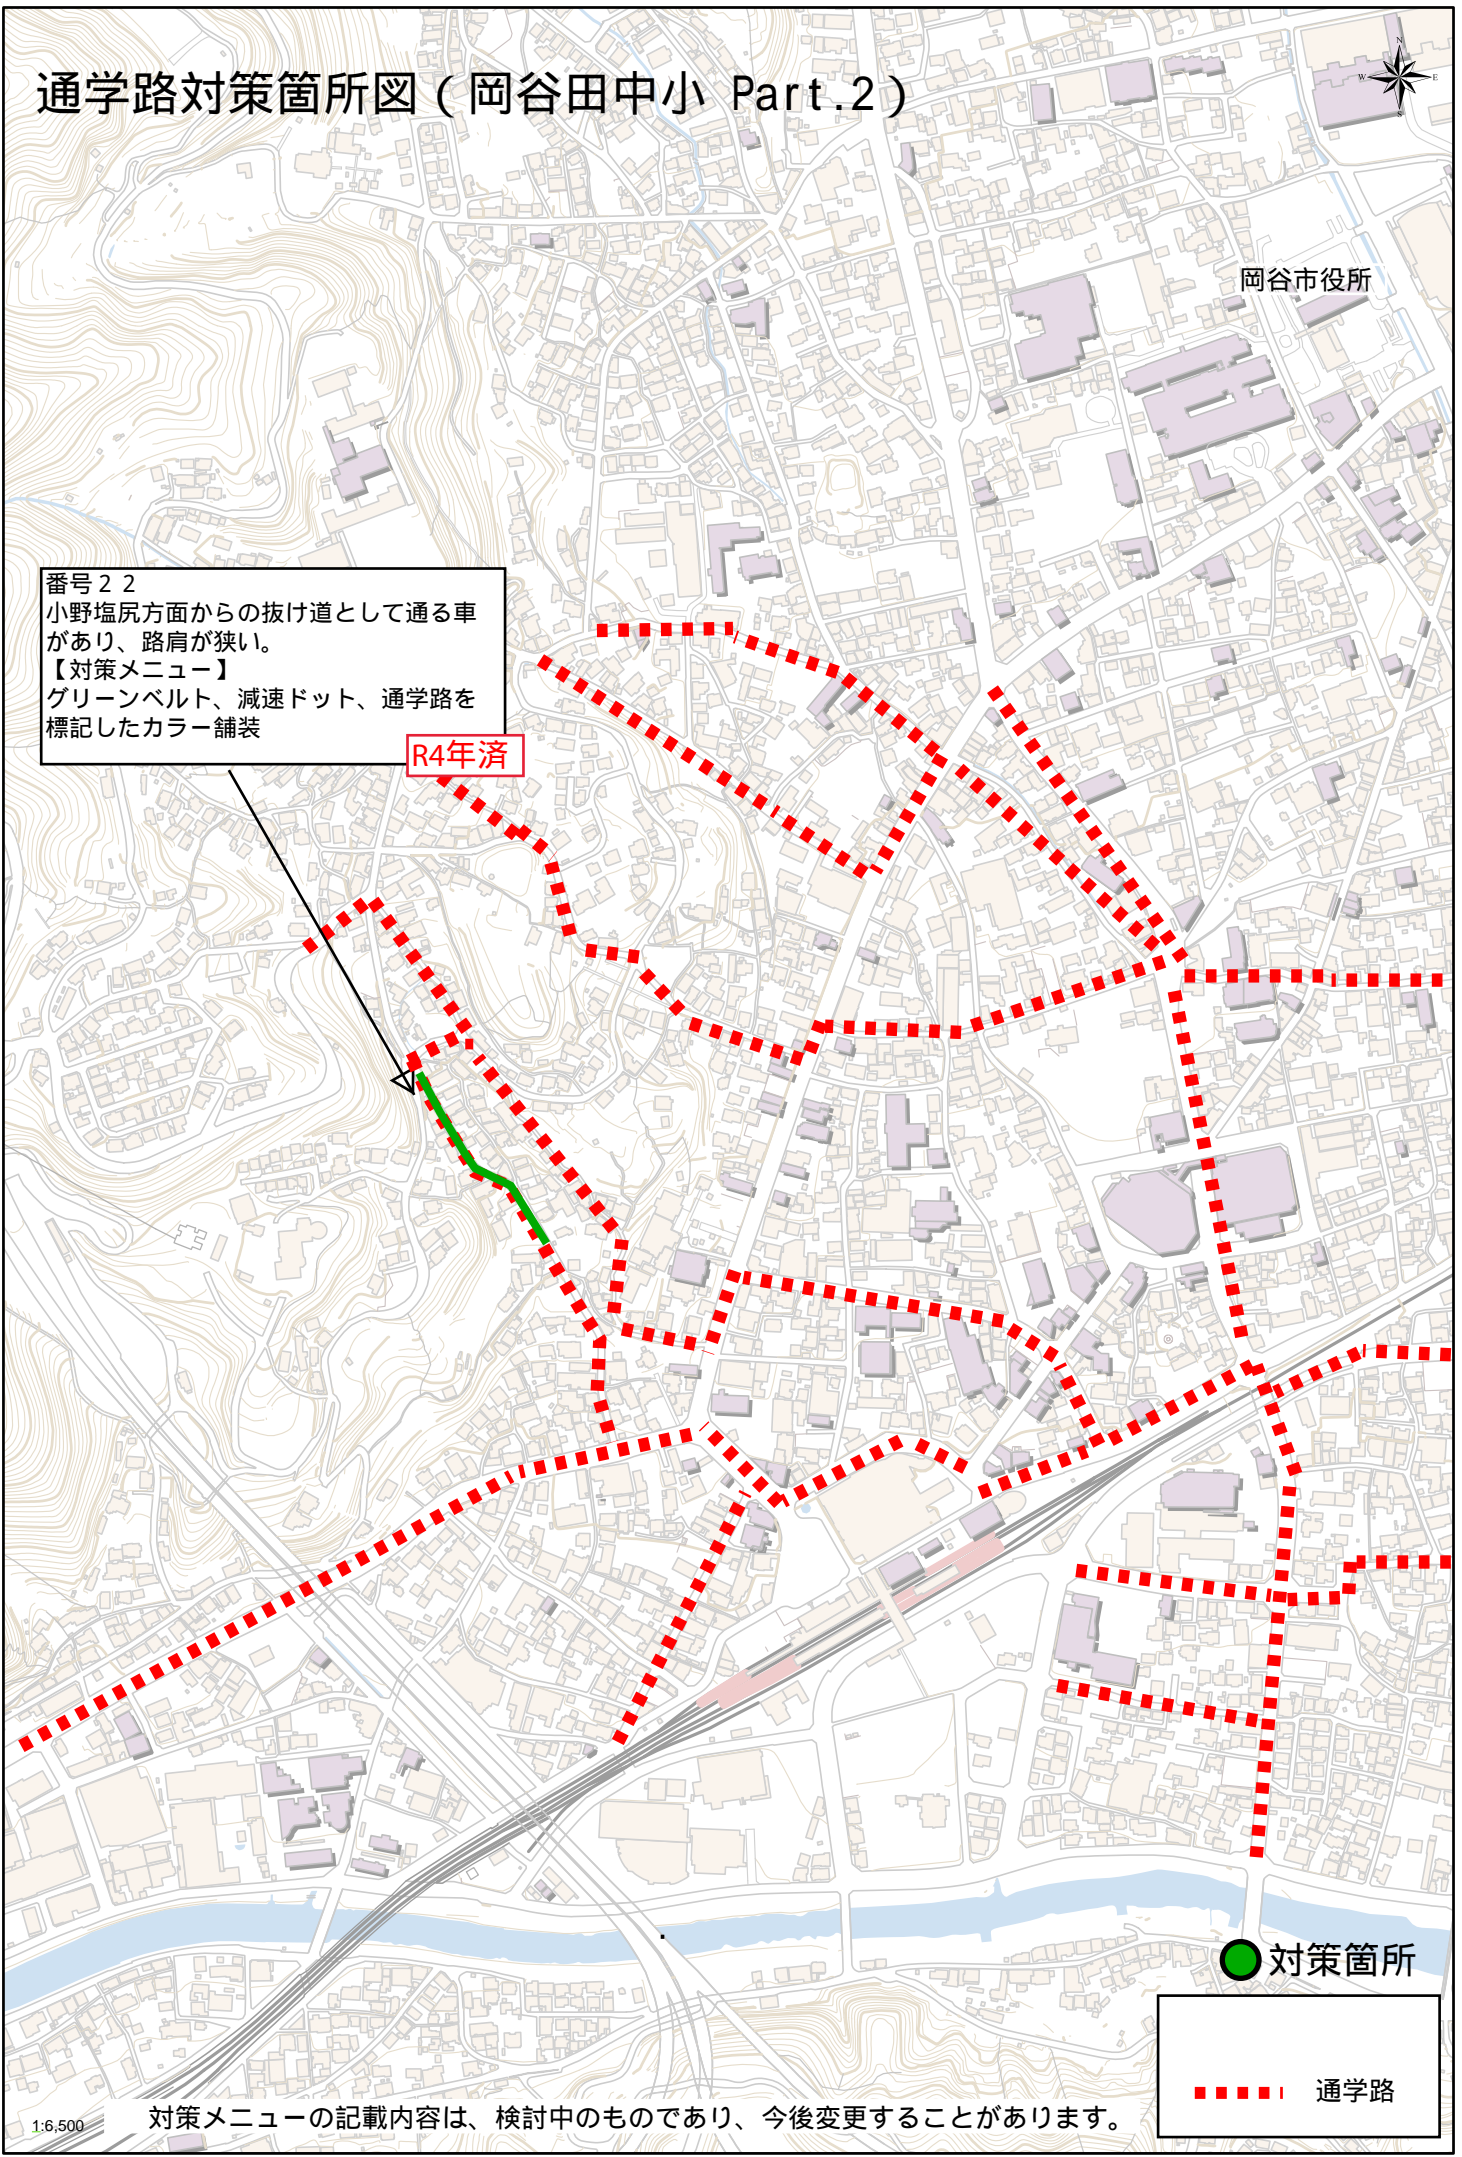 通学路対策箇所図(岡谷田中小 Part.2)
N
W
E
S
岡谷市役所
番号22
小野塩尻方面からの抜け道として通る車
があり、路肩が狭い。
【対策メニュー】
グリーンベルト、減速ドット、通学路を
標記したカラー舗装
R4年済
対策箇所
通学路
1:6,500
対策メニューの記載内容は、検討中のものであり、今後変更することがあります。